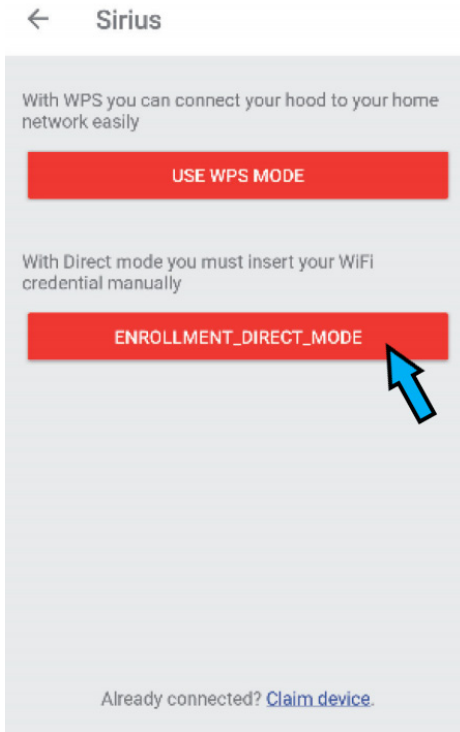 Sirius
With WPS you can connect your hood to your home
network easily
USE WPS MODE
With Direct mode you must insert your WiFi
credential manually
ENROLLMENT_DIRECT_MODE
Already connected? Claim device.